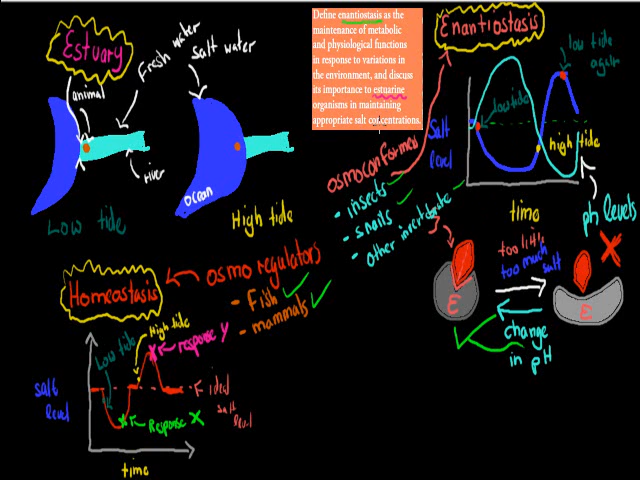 Estuary
Fresh water
Salt water
animal
river
ocean
Low tide
High tide
Define enantiostasis as the
maintenance of metabolic
and physiological functions
in response to variations in
the environment, and discuss
its importance to estuarine
organisms in maintaining
appropriate salt concentrations.
Enantiostasis
low tide
again
low tide
Salt
level
high tide
time
ph levels
osmoconformers
- insects
- snails
- other invertebrate
Homeostasis
osmo regulators
- Fish
- mammals
High tide
Low tide
response Y
Response X
ideal
salt
level
salt
level
time
E
too little
too much
salt
change
in pH
E